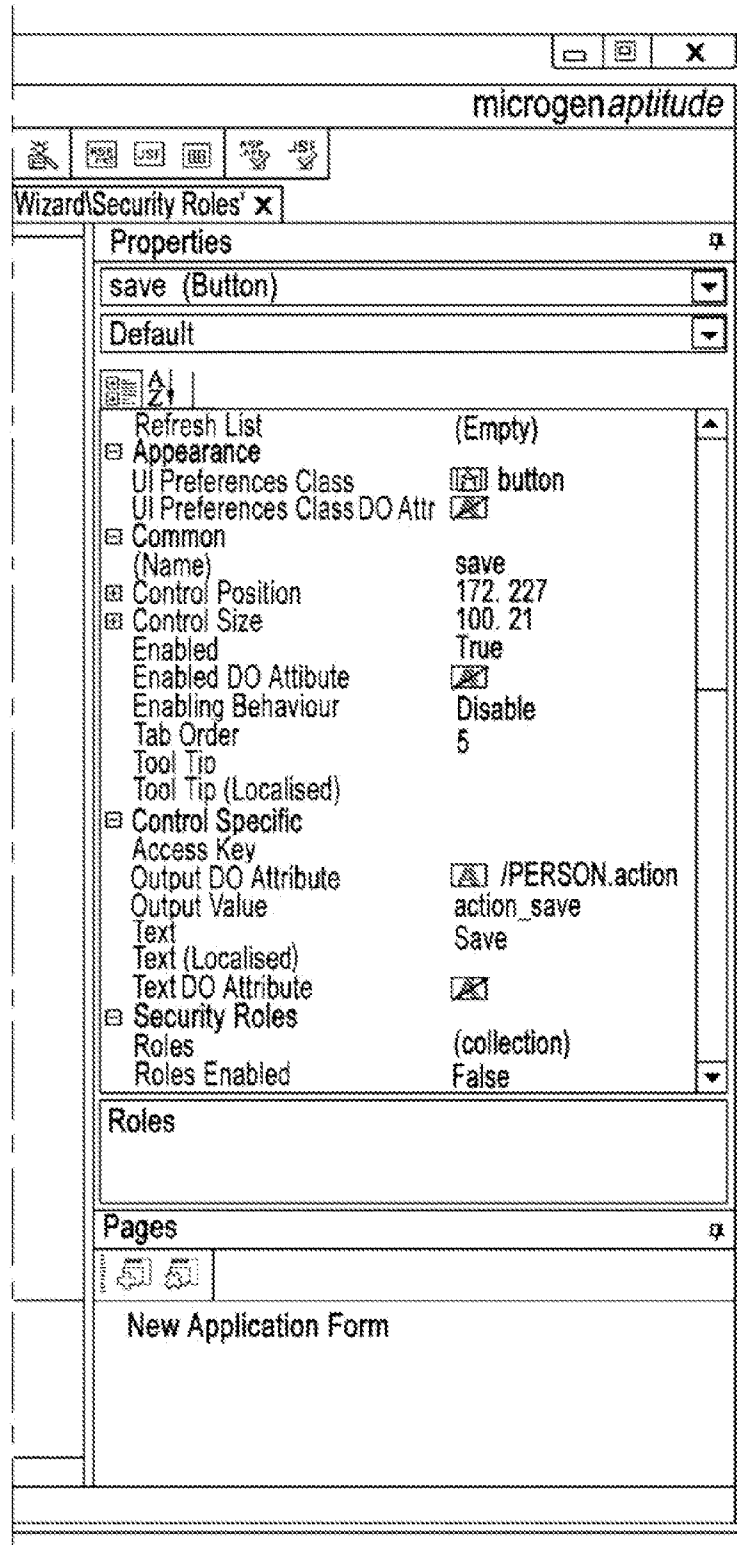 microgenaptitude
Wizard\Security Roles' x
Properties
save (Button)
Default
A
Z
Refresh List (Empty)
Appearance
UI Preferences Class button
UI Preferences Class DO Attr
Common
(Name) save
Control Position 172. 227
Control Size 100. 21
Enabled True
Enabled DO Attibute
Enabling Behaviour Disable
Tab Order 5
Tool Tip
Tool Tip (Localised)
Control Specific
Access Key
Output DO Attribute /PERSON.action
Output Value action_save
Text Save
Text (Localised)
Text DO Attribute
Security Roles
Roles (collection)
Roles Enabled False
Roles
Pages
New Application Form